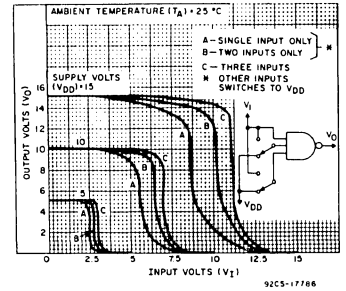 AMBIENT TEMPERATURE (TA)=25 °C
A–SINGLE INPUT ONLY
B–TWO INPUTS ONLY
*
C–THREE INPUTS
* OTHER INPUTS
SWITCHES TO VDD
SUPPLY VOLTS
(VDD)=15
16
14
12
10
8
6
4
2
10
5
A
B
C
A
B
C
A
B
C
VI
VO
VDD
OUTPUT VOLTS (VO)
0 2.5 5 7.5 10 12.5 15
INPUT VOLTS (VI)
92CS-17786